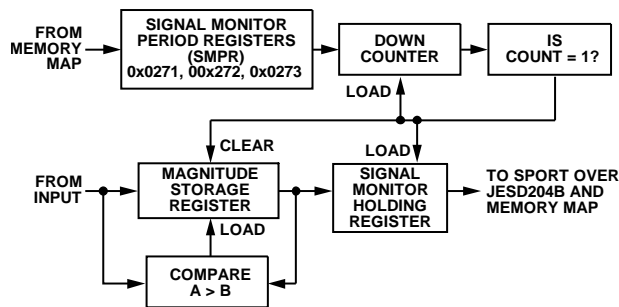 FROM
MEMORY
MAP
SIGNAL MONITOR
PERIOD REGISTERS
(SMPR)
0x0271, 00x272, 0x0273
DOWN
COUNTER
IS
COUNT = 1?
LOAD
CLEAR
LOAD
FROM
INPUT
MAGNITUDE
STORAGE
REGISTER
SIGNAL
MONITOR
HOLDING
REGISTER
TO SPORT OVER
JESD204B AND
MEMORY MAP
LOAD
COMPARE
A > B